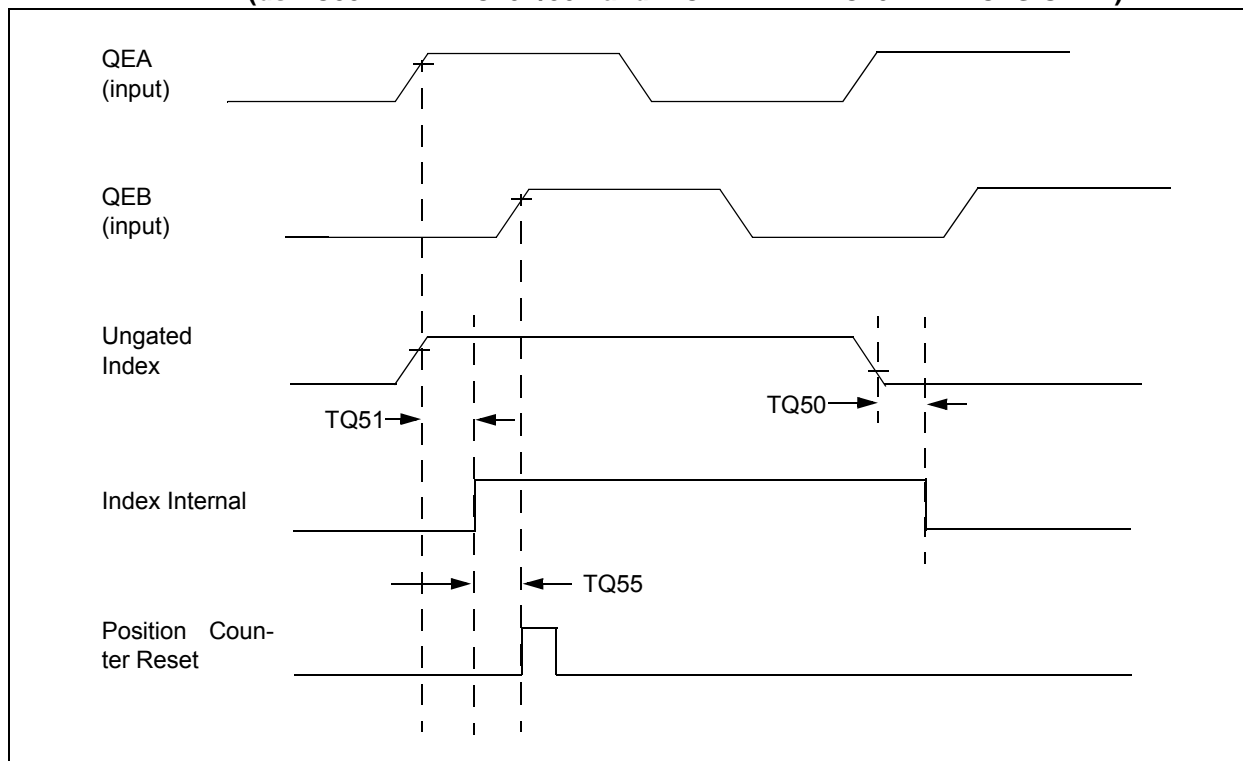 QEA
(input)
QEB
(input)
Ungated
Index
TQ51
TQ50
Index Internal
TQ55
Position Coun-
ter Reset